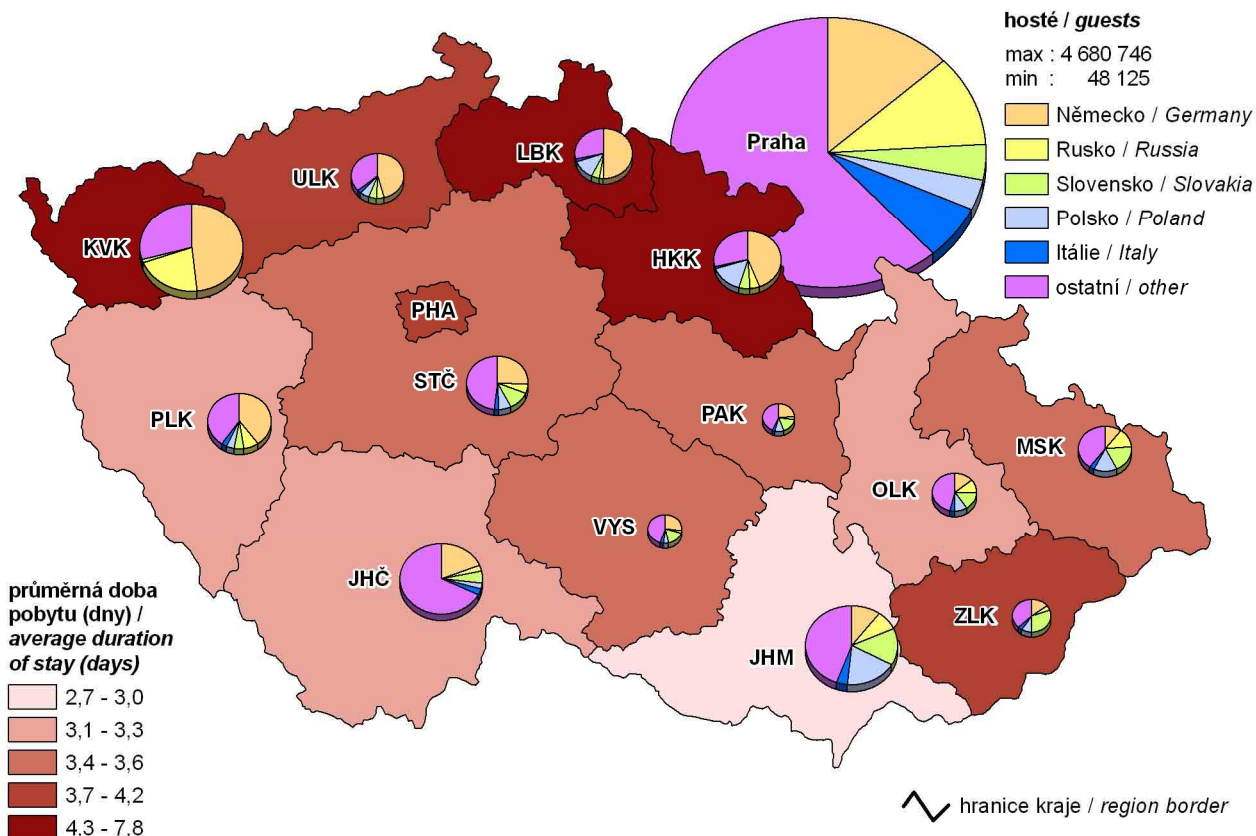 hosté / guests
max : 4 680 746
min : 48 125
Německo / Germany
Rusko / Russia
Slovensko / Slovakia
Polsko / Poland
Itálie / Italy
ostatní / other
Praha
LBK
ULK
KVK
HKK
PHA
STČ
PAK
PLK
MSK
OLK
VYS
JHČ
ZLK
JHM
průměrná doba
pobytu (dny) /
average duration
of stay (days)
2,7 - 3,0
3,1 - 3,3
3,4 - 3,6
3,7 - 4,2
4,3 - 7,8
hranice kraje / region border